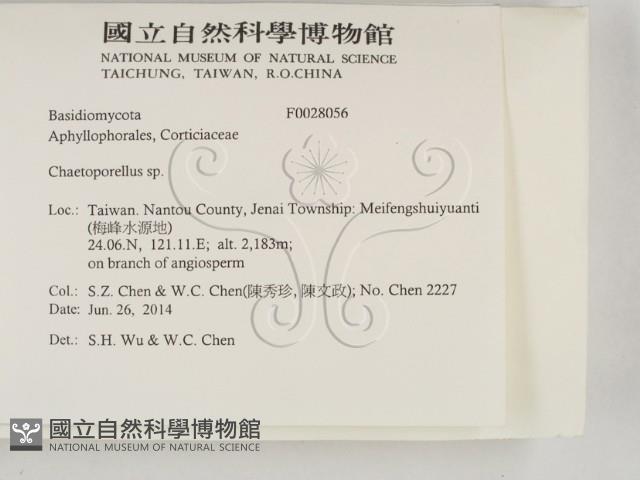 國立自然科學博物館
NATIONAL MUSEUM OF NATURAL SCIENCE
TAICHUNG, TAIWAN, R.O.CHINA
Basidiomycota F0028056
Aphyllophorales, Corticiaceae
Chaetoporellus sp.
Loc.: Taiwan. Nantou County, Jenai Township: Meifengshuiyuanti
(梅峰水源地)
24.06.N, 121.11.E; alt. 2,183m;
on branch of angiosperm
Col.: S.Z. Chen & W.C. Chen(陳秀珍, 陳文政); No. Chen 2227
Date: Jun. 26, 2014
Det.: S.H. Wu & W.C. Chen
國立自然科學博物館
NATIONAL MUSEUM OF NATURAL SCIENCE